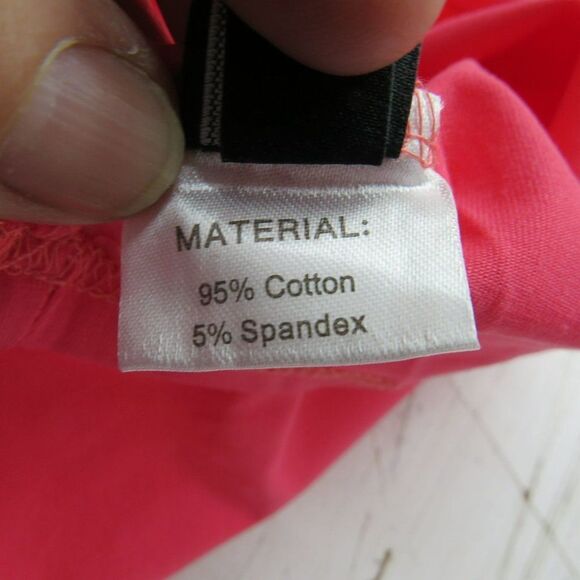 MATERIAL:
95% Cotton
5% Spandex